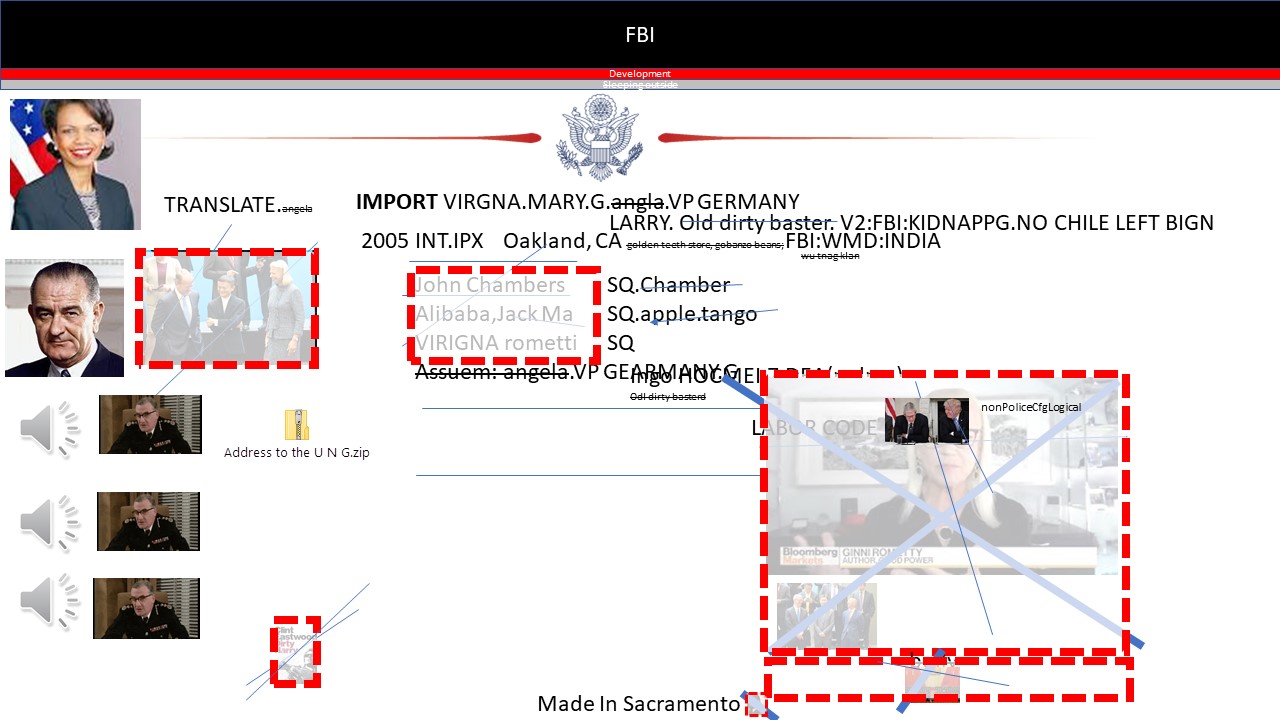 FBI
Development
Sleeping outside
TRANSLATE.angela
IMPORT VIRGNA.MARY.G.angla.VP GERMANY
LARRY. Old dirty baster. V2:FBI:KIDNAPPG.NO CHILE LEFT BIGN
2005 INT.IPX Oakland, CA golden teeth store, gobanzo beans; FBI:WMD:INDIA
wu tnag klan
John Chambers SQ.Chamber
Alibaba,Jack Ma SQ.apple.tango
VIRIGNA rometti SQ
Assuem: angela.VP GEARMANY.G
Ingo HOCMELZ
Odl dirty basterd
nonPoliceCfgLogical
LABOR CODE
Address to the U N G.zip
Bloomberg
Markets
GINNI ROMETTY
AUTHOR, GOOD POWER
Clint
Eastwood
Dirty
Harry
Made In Sacramento